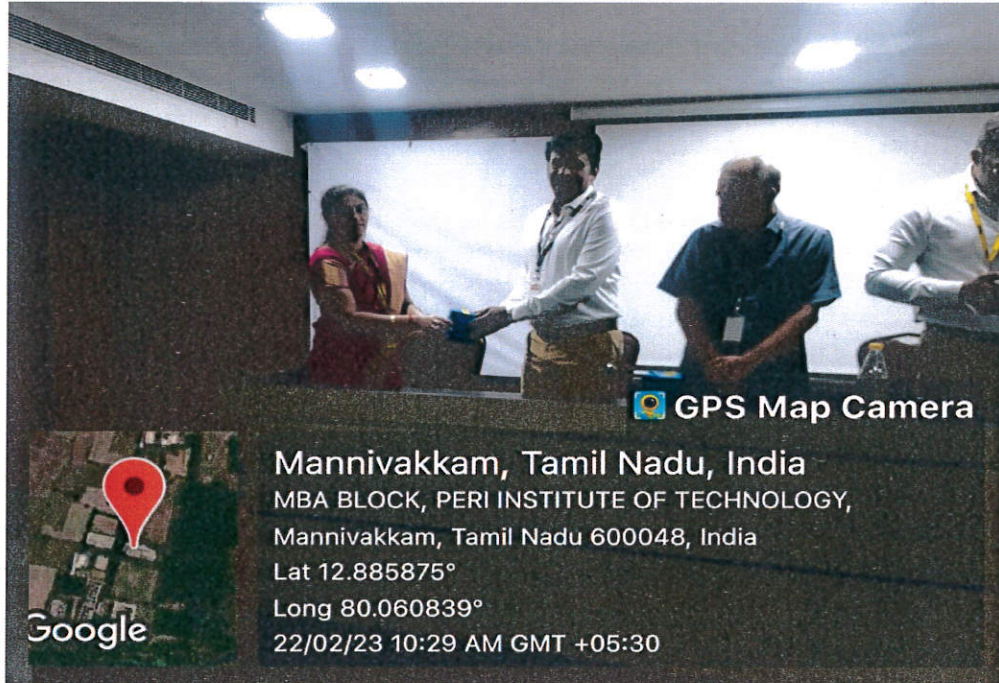 GPS Map Camera
Mannivakkam, Tamil Nadu, India
MBA BLOCK, PERI INSTITUTE OF TECHNOLOGY,
Mannivakkam, Tamil Nadu 600048, India
Lat 12.885875°
Long 80.060839°
22/02/23 10:29 AM GMT +05:30
Google